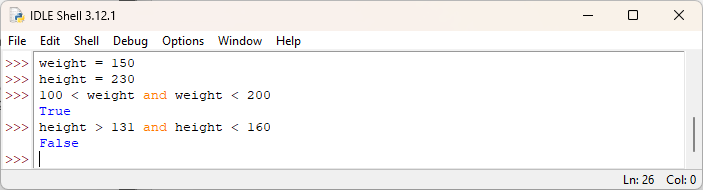 IDLE Shell 3.12.1
File Edit Shell Debug Options Window Help
>>> weight = 150
>>> height = 230
>>> 100 < weight and weight < 200
True
>>> height > 131 and height < 160
False
>>>
Ln: 26 Col: 0